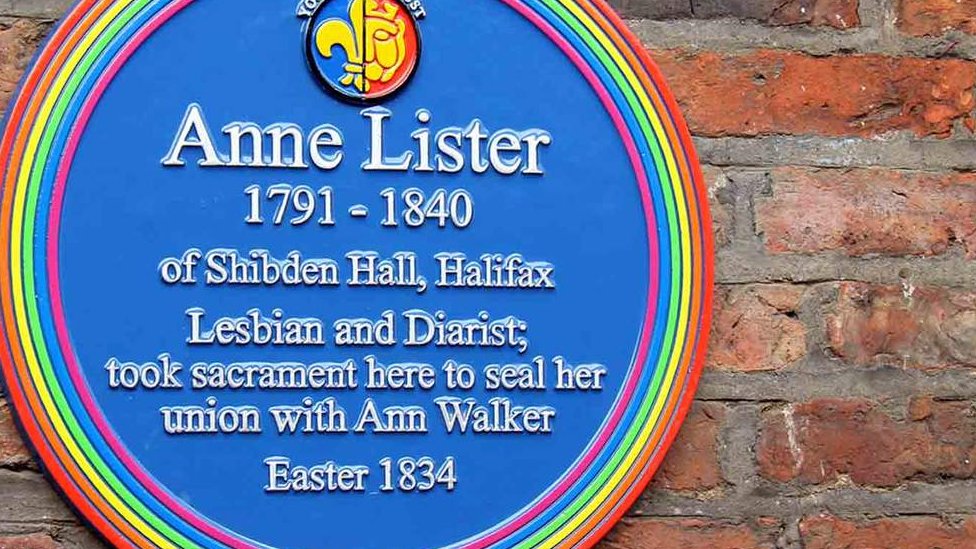 Anne Lister
1791 - 1840
of Shibden Hall, Halifax
Lesbian and Diarist;
took sacrament here to seal her
union with Ann Walker
Easter 1834